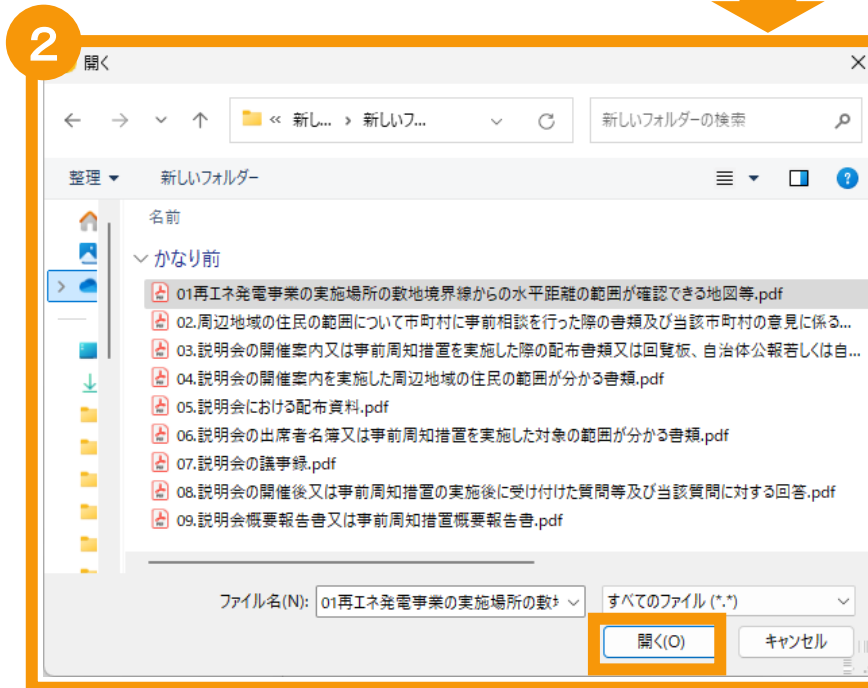 2
開く
« 新し... › 新しいフ...
新しいフォルダーの検索
整理
新しいフォルダー
名前
かなり前
01再エネ発電事業の実施場所の敷地境界線からの水平距離の範囲が確認できる地図等.pdf
02.周辺地域の住民の範囲について市町村に事前相談を行った際の書類及び当該市町村の意見に係る...
03.説明会の開催案内又は事前周知措置を実施した際の配布書類又は回覧板、自治体公報若しくは自...
04.説明会の開催案内を実施した周辺地域の住民の範囲が分かる書類.pdf
05.説明会における配布資料.pdf
06.説明会の出席者名簿又は事前周知措置を実施した対象の範囲が分かる書類.pdf
07.説明会の議事録.pdf
08.説明会の開催後又は事前周知措置の実施後に受け付けた質問等及び当該質問に対する回答.pdf
09.説明会概要報告書又は事前周知措置概要報告書.pdf
ファイル名(N): 01再エネ発電事業の実施場所の敷
すべてのファイル (*.*)
開く(O)
キャンセル